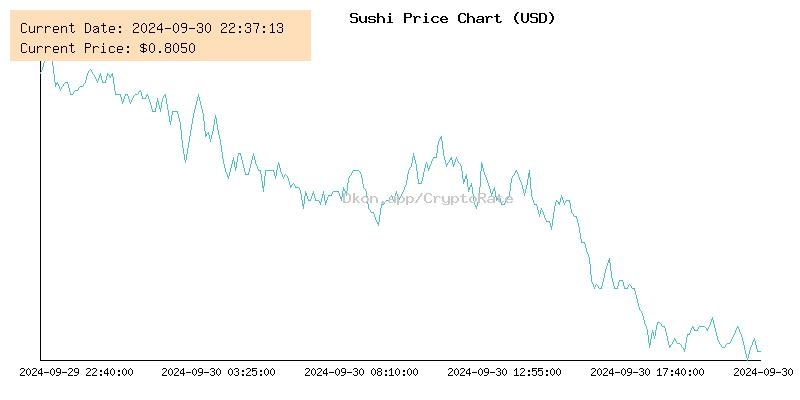 Sushi Price Chart (USD)
Current Date: 2024-09-30 22:37:13
Current Price: $0.8050
Dkon.app/CryptoRate
2024-09-29 22:40:00 2024-09-30 03:25:00 2024-09-30 08:10:00 2024-09-30 12:55:00 2024-09-30 17:40:00 2024-09-30